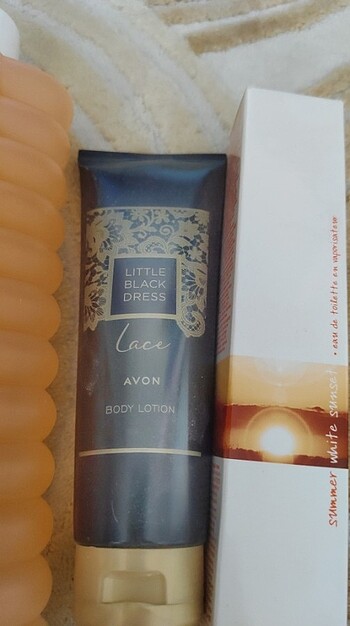 LITTLE
BLACK
DRESS
Lace
AVON
BODY LOTION
summer white sunset • eau de toilette en vaporisateur